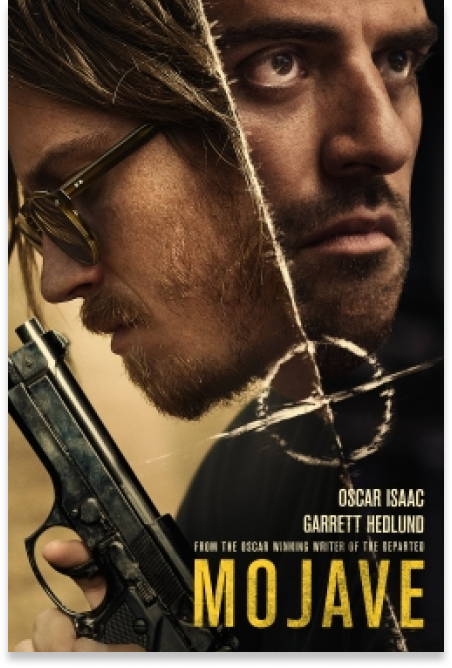 OSCAR ISAAC
GARRETT HEDLUND
FROM THE OSCAR WINNING WRITER OF THE DEPARTED
MOJAVE